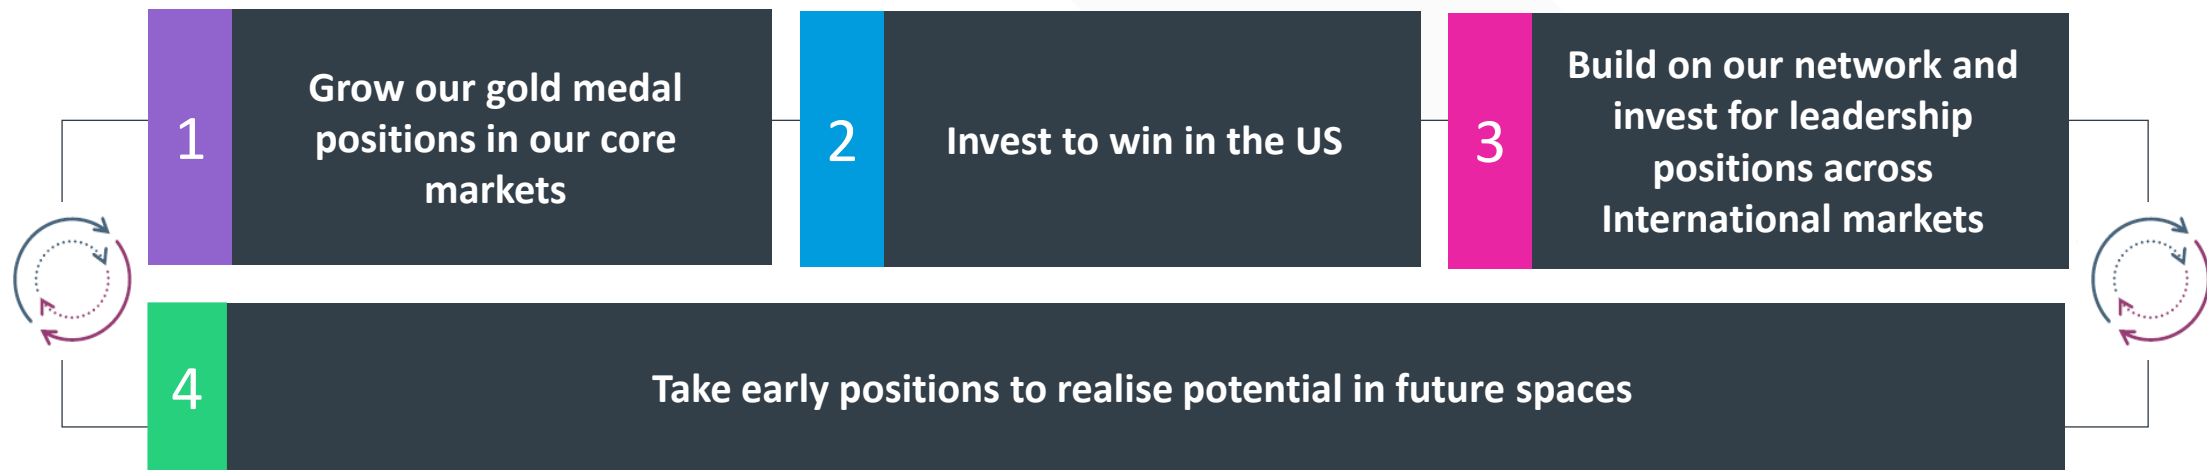 1
Grow our gold medal
positions in our core
markets
2
Invest to win in the US
3
Build on our network and
invest for leadership
positions across
International markets
4
Take early positions to realise potential in future spaces